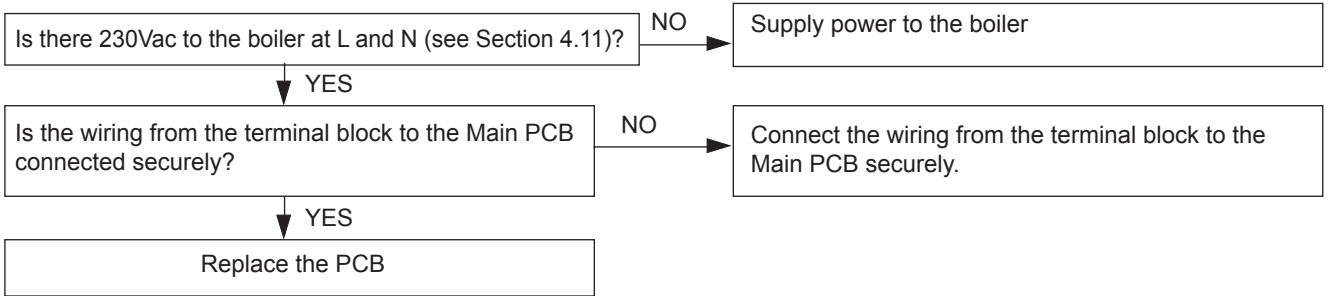 Is there 230Vac to the boiler at L and N (see Section 4.11)?
NO
Supply power to the boiler
YES
Is the wiring from the terminal block to the Main PCB
connected securely?
NO
Connect the wiring from the terminal block to the
Main PCB securely.
YES
Replace the PCB